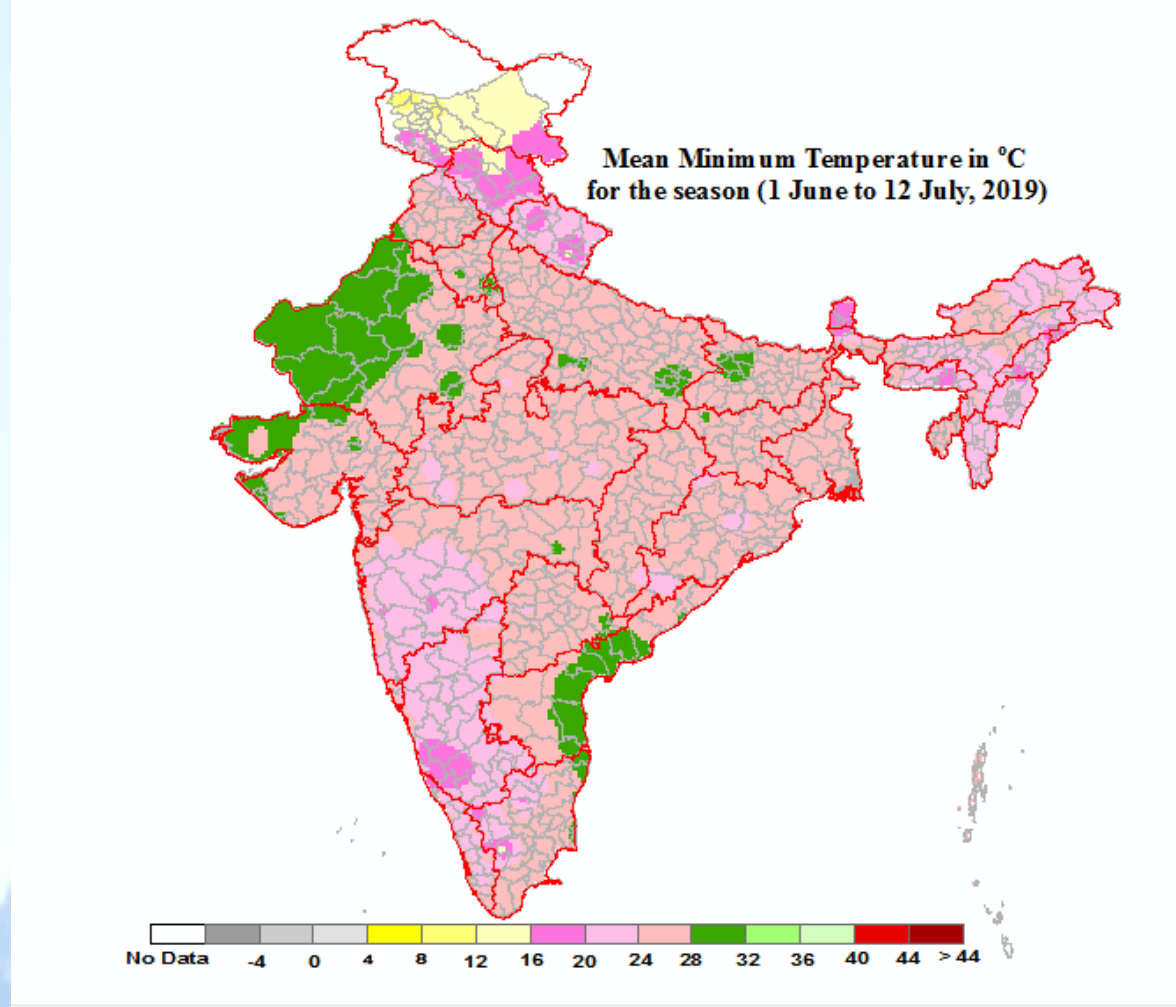 Mean Minimum Temperature in °C
for the season (1 June to 12 July, 2019)
No Data -4 0 4 8 12 16 20 24 28 32 36 40 44 >44